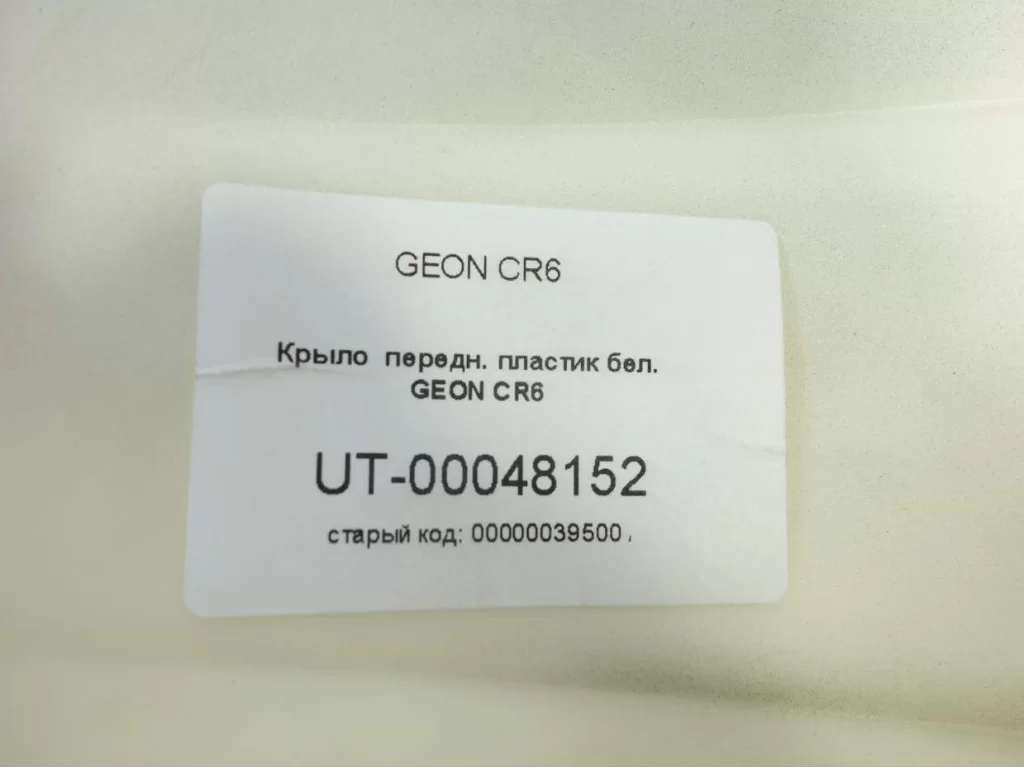 GEON CR6
Крыло передн. пластик бел.
GEON CR6
UT-00048152
старый код: 00000039500